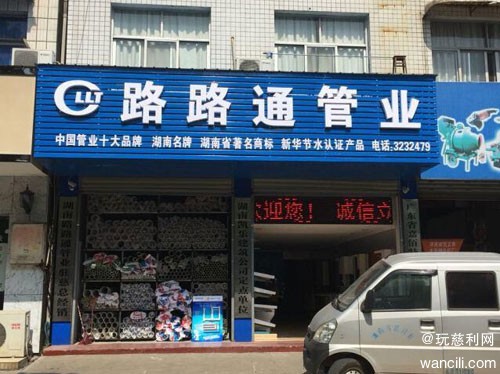 LLT 路路通管业
中国管业十大品牌 湖南名牌 湖南省著名商标 新华节水认证产品 电话:3232479
欢迎您! 诚信立
@玩慈利网
wancili.com